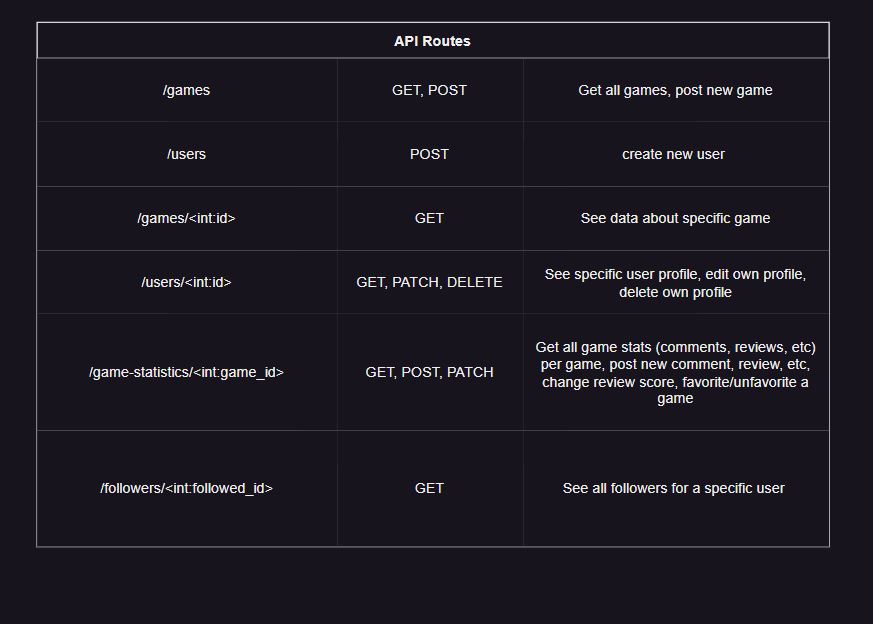 API Routes
/games
GET, POST
Get all games, post new game
/users
POST
create new user
/games/<int:id>
GET
See data about specific game
/users/<int:id>
GET, PATCH, DELETE
See specific user profile, edit own profile,
delete own profile
/game-statistics/<int:game_id>
GET, POST, PATCH
Get all game stats (comments, reviews, etc)
per game, post new comment, review, etc,
change review score, favorite/unfavorite a
game
/followers/<int:followed_id>
GET
See all followers for a specific user